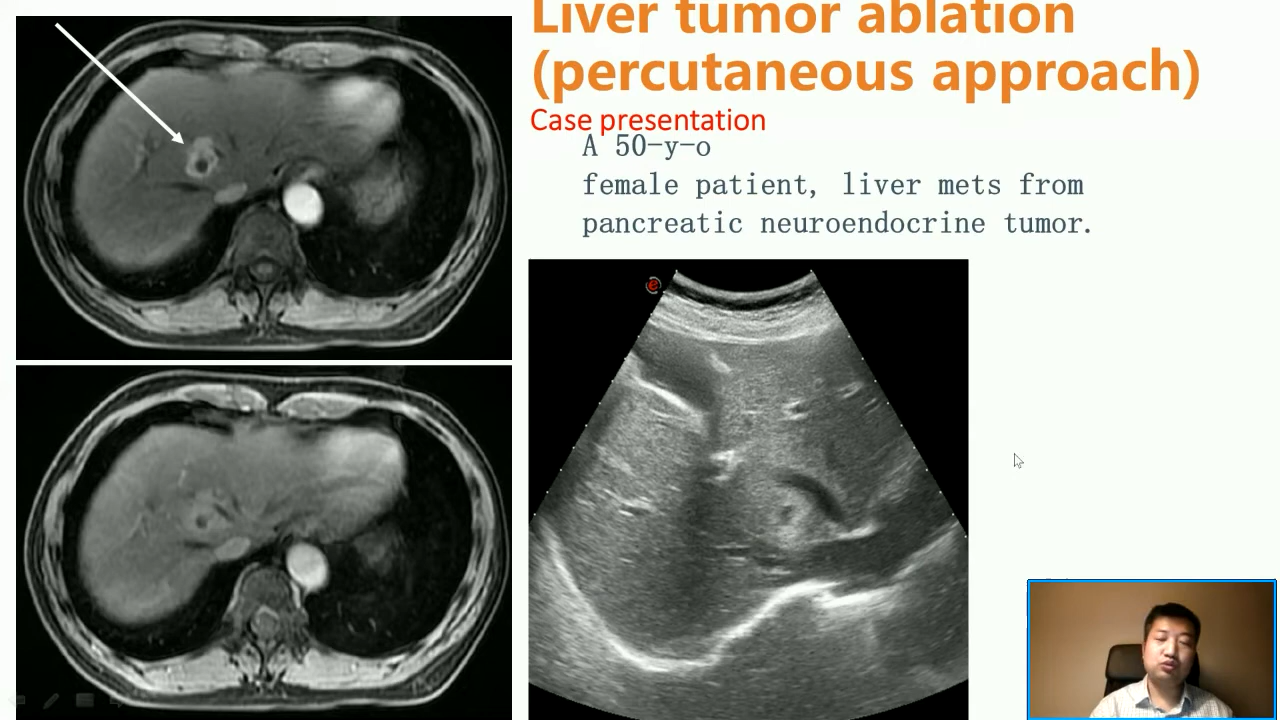 Liver tumor ablation
(percutaneous approach)
Case presentation
A 50-y-o
female patient, liver mets from
pancreatic neuroendocrine tumor.
e